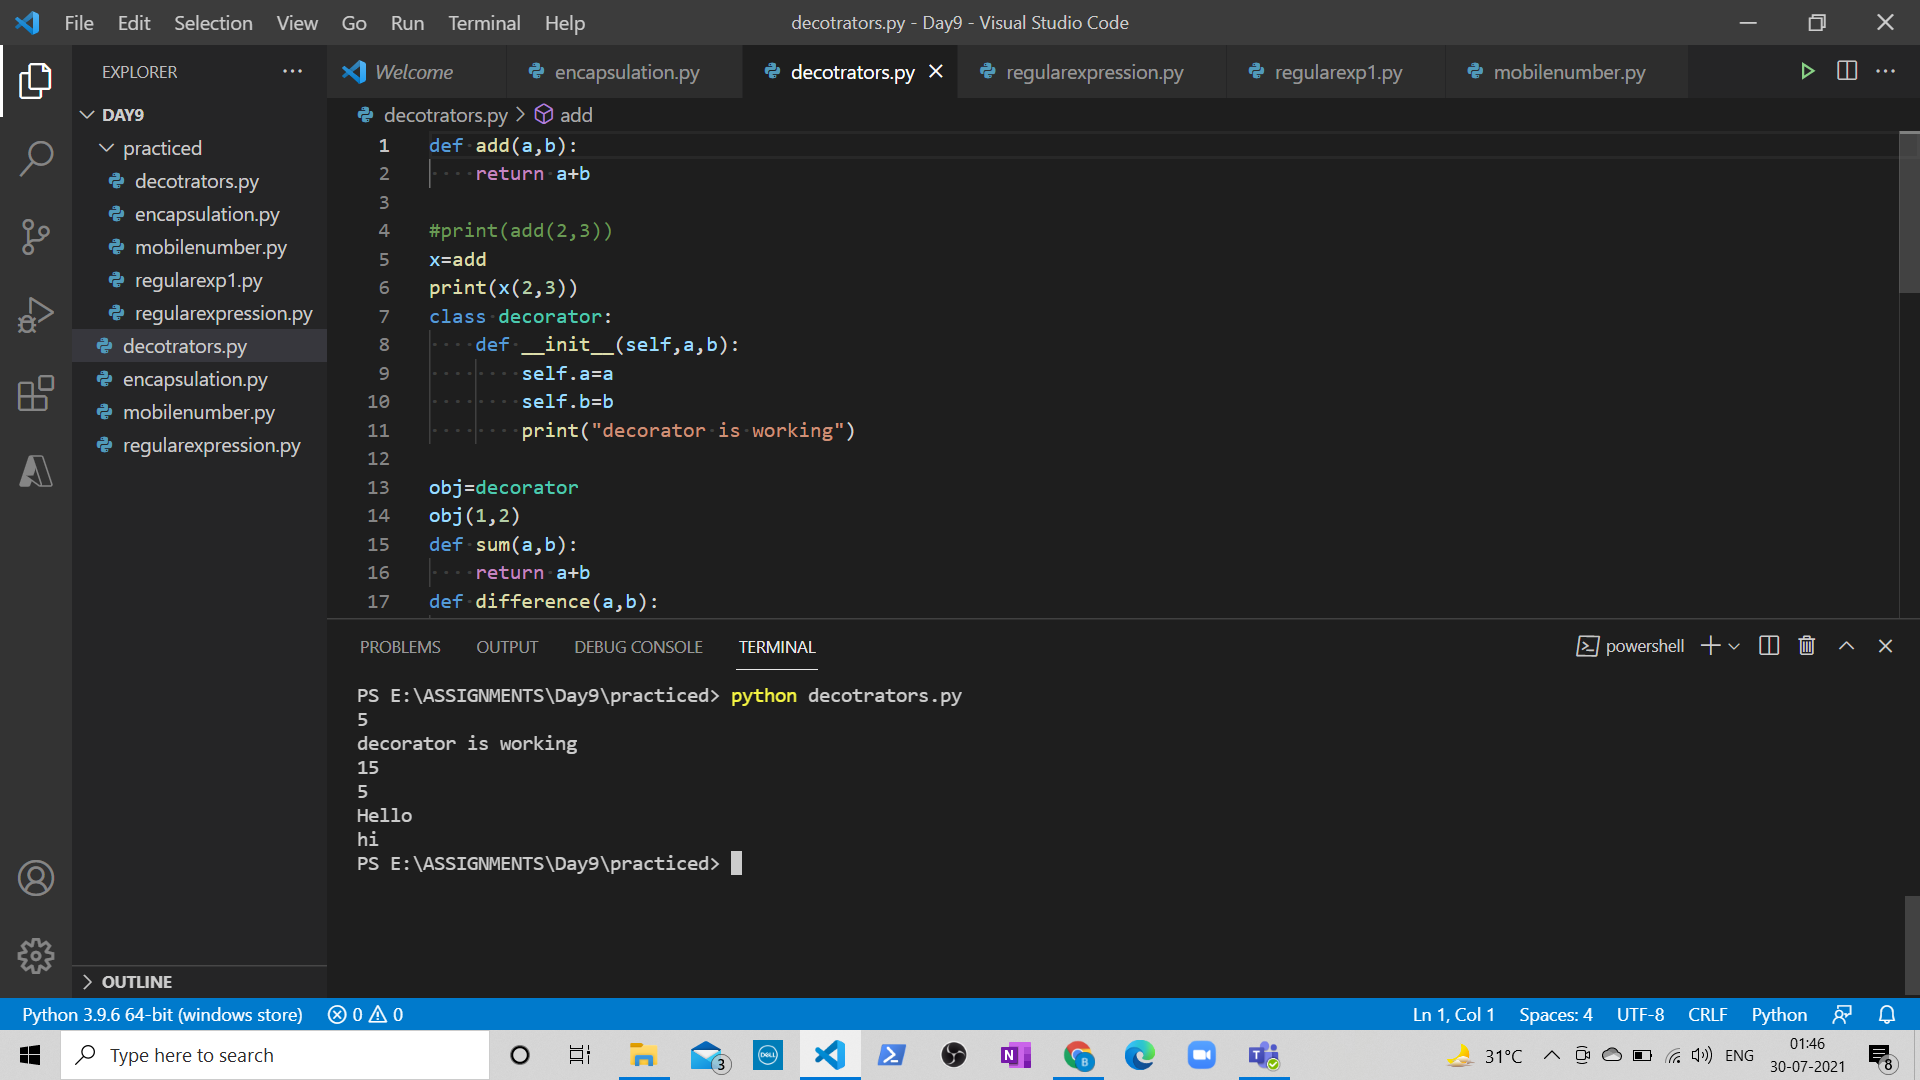 File Edit Selection View Go Run Terminal Help
decotrators.py - Day9 - Visual Studio Code
EXPLORER
DAY9
practiced
decotrators.py
encapsulation.py
mobilenumber.py
regularexp1.py
regularexpression.py
decotrators.py
encapsulation.py
mobilenumber.py
regularexpression.py
OUTLINE
Welcome encapsulation.py decotrators.py regularexpression.py regularexp1.py mobilenumber.py
decotrators.py > add
1 def add(a,b):
2 return a+b
3
4 #print(add(2,3))
5 x=add
6 print(x(2,3))
7 class decorator:
8 def __init__(self,a,b):
9 self.a=a
10 self.b=b
11 print("decorator is working")
12
13 obj=decorator
14 obj(1,2)
15 def sum(a,b):
16 return a+b
17 def difference(a,b):
PROBLEMS OUTPUT DEBUG CONSOLE TERMINAL
powershell
PS E:\ASSIGNMENTS\Day9\practiced> python decotrators.py
5
decorator is working
15
5
Hello
hi
PS E:\ASSIGNMENTS\Day9\practiced>
Python 3.9.6 64-bit (windows store) 0 0
Ln 1, Col 1 Spaces: 4 UTF-8 CRLF Python
Type here to search
3
DELL
N
B
31°C
ENG
01:46
30-07-2021
8